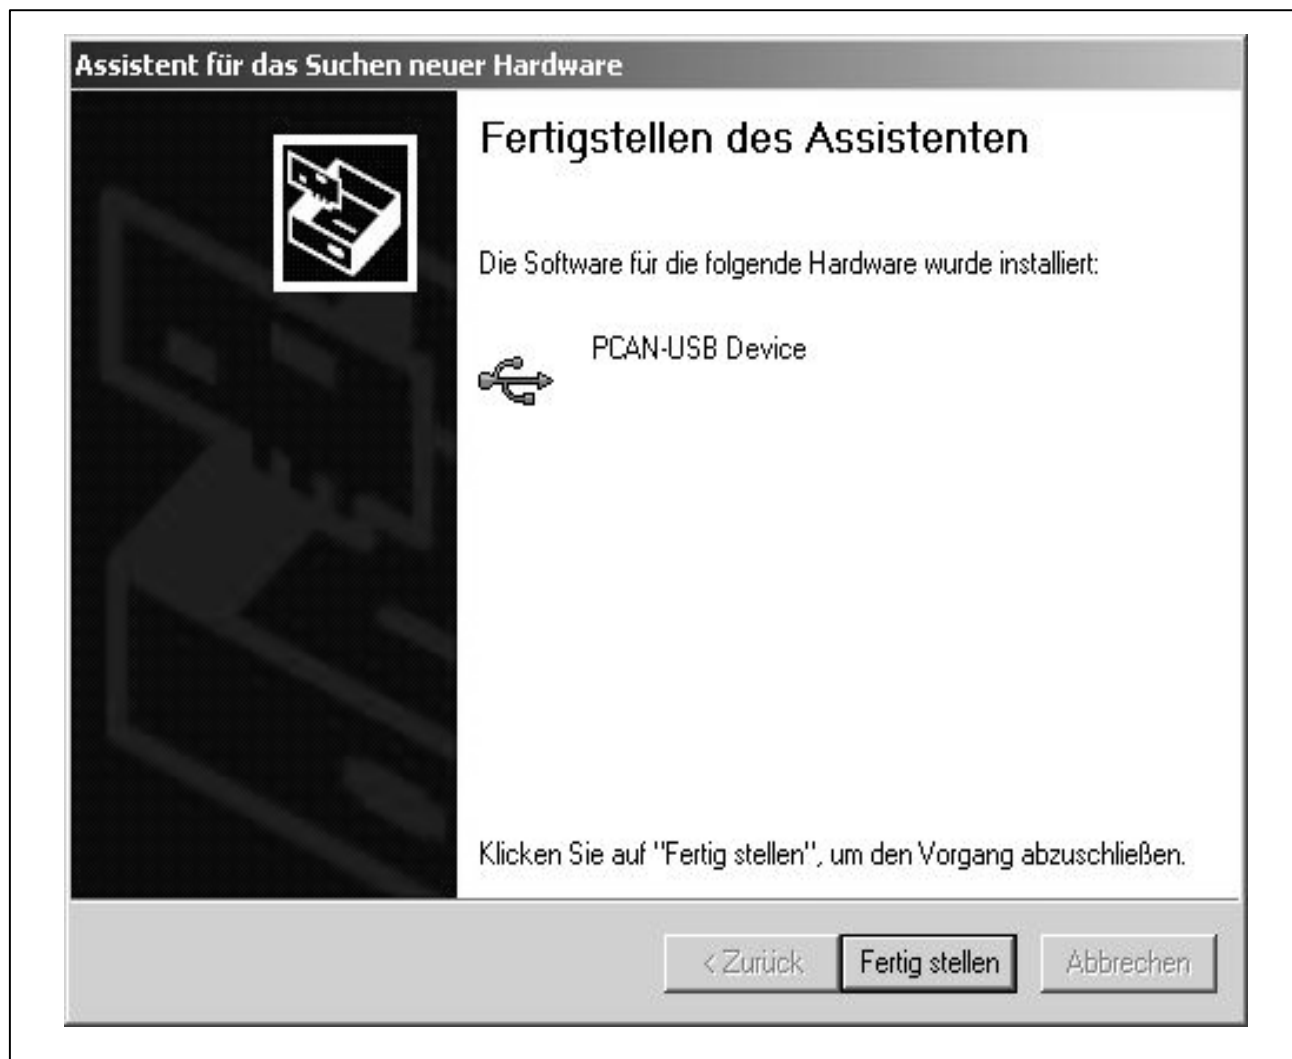 Assistent für das Suchen neuer Hardware
Fertigstellen des Assistenten
Die Software für die folgende Hardware wurde installiert:
PCAN-USB Device
Klicken Sie auf "Fertig stellen", um den Vorgang abzuschließen.
< Zurück Fertig stellen Abbrechen